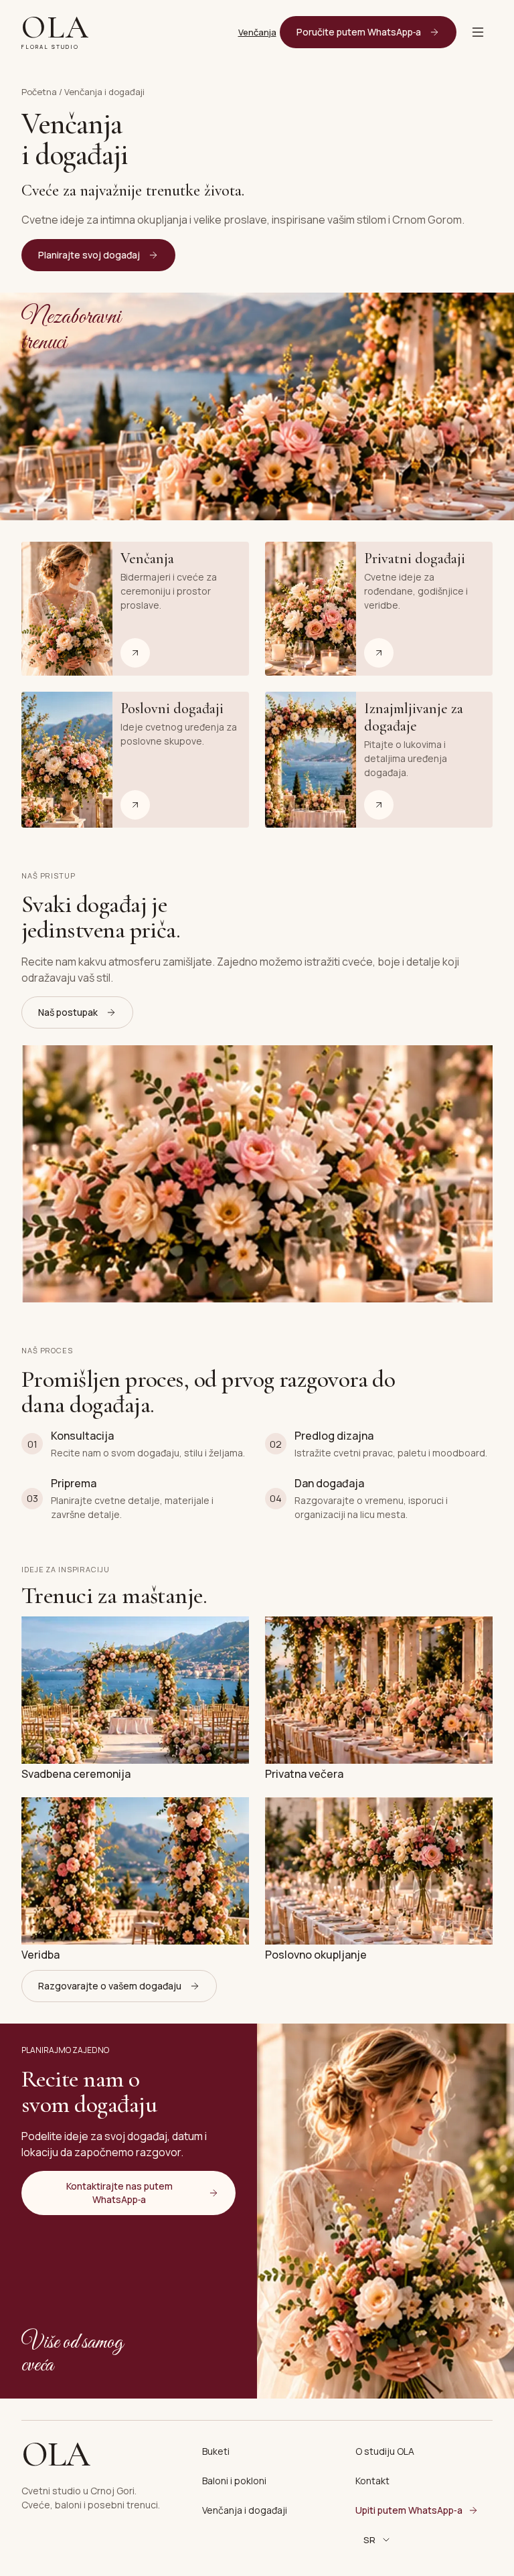 OLA
FLORAL STUDIO
Venčanja
Poručite putem WhatsApp-a
Početna / Venčanja i događaji
Venčanja
i događaji
Cveće za najvažnije trenutke života.
Cvetne ideje za intimna okupljanja i velike proslave, inspirisane vašim stilom i Crnom Gorom.
Planirajte svoj događaj
Nezaboravni
trenuci
Venčanja
Bidermajeri i cveće za
ceremoniju i prostor
proslave.
Privatni događaji
Cvetne ideje za
rođendane, godišnjice i
veridbe.
Poslovni događaji
Ideje cvetnog uređenja za
poslovne skupove.
Iznajmljivanje za
događaje
Pitajte o lukovima i
detaljima uređenja
događaja.
NAŠ PRISTUP
Svaki događaj je
jedinstvena priča.
Recite nam kakvu atmosferu zamišljate. Zajedno možemo istražiti cveće, boje i detalje koji
odražavaju vaš stil.
Naš postupak
NAŠ PROCES
Promišljen proces, od prvog razgovora do
dana događaja.
01
Konsultacija
Recite nam o svom događaju, stilu i željama.
02
Predlog dizajna
Istražite cvetni pravac, paletu i moodboard.
03
Priprema
Planirajte cvetne detalje, materijale i
završne detalje.
04
Dan događaja
Razgovarajte o vremenu, isporuci i
organizaciji na licu mesta.
IDEJE ZA INSPIRACIJU
Trenuci za maštanje.
Svadbena ceremonija
Privatna večera
Veridba
Poslovno okupljanje
Razgovarajte o vašem događaju
PLANIRAJMO ZAJEDNO
Recite nam o
svom događaju
Podelite ideje za svoj događaj, datum i
lokaciju da započnemo razgovor.
Kontaktirajte nas putem
WhatsApp-a
Više od samog
cveća
OLA
Cvetni studio u Crnoj Gori.
Cveće, baloni i posebni trenuci.
Buketi
Baloni i pokloni
Venčanja i događaji
O studiju OLA
Kontakt
Upiti putem WhatsApp-a
SR